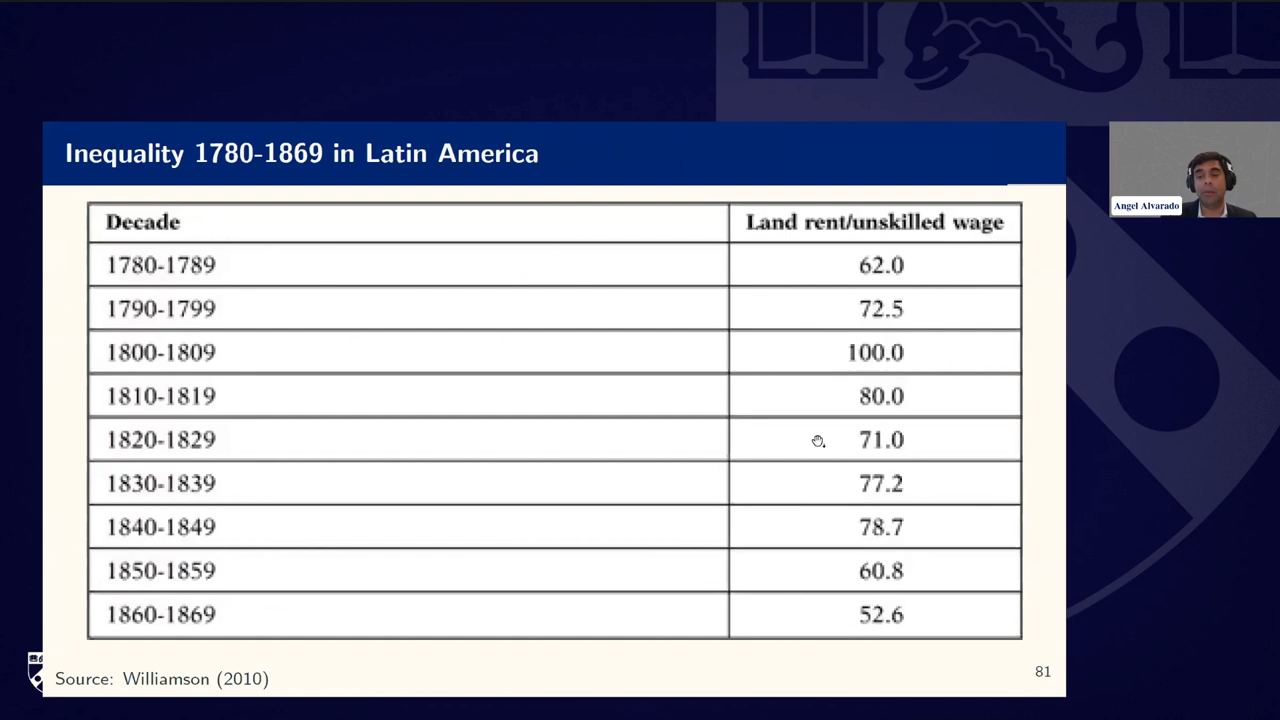 Inequality 1780-1869 in Latin America
Decade Land rent/unskilled wage
1780-1789 62.0
1790-1799 72.5
1800-1809 100.0
1810-1819 80.0
1820-1829 71.0
1830-1839 77.2
1840-1849 78.7
1850-1859 60.8
1860-1869 52.6
Source: Williamson (2010)
81
Angel Alvarado